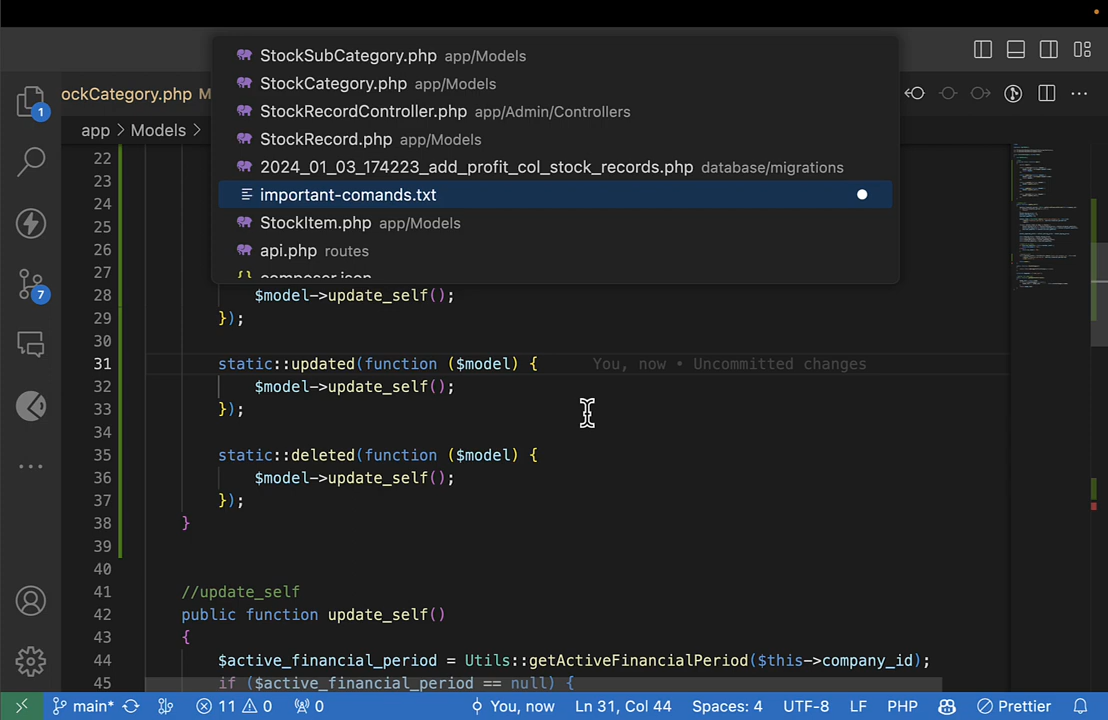 StockSubCategory.php app/Models
StockCategory.php app/Models
StockRecordController.php app/Admin/Controllers
StockRecord.php app/Models
2024_01_03_174223_add_profit_col_stock_records.php database/migrations
important-comands.txt
StockItem.php app/Models
api.php routes
composer.json
ockCategory.php M
app > Models >
1
7
22
23
24
25
26
27
28 $model->update_self();
29 });
30
31 static::updated(function ($model) { You, now • Uncommitted changes
32 $model->update_self();
33 });
34
35 static::deleted(function ($model) {
36 $model->update_self();
37 });
38 }
39
40
41 //update_self
42 public function update_self()
43 {
44 $active_financial_period = Utils::getActiveFinancialPeriod($this->company_id);
45 if ($active_financial_period == null) {
main* 11 0 0 You, now Ln 31, Col 44 Spaces: 4 UTF-8 LF PHP Prettier